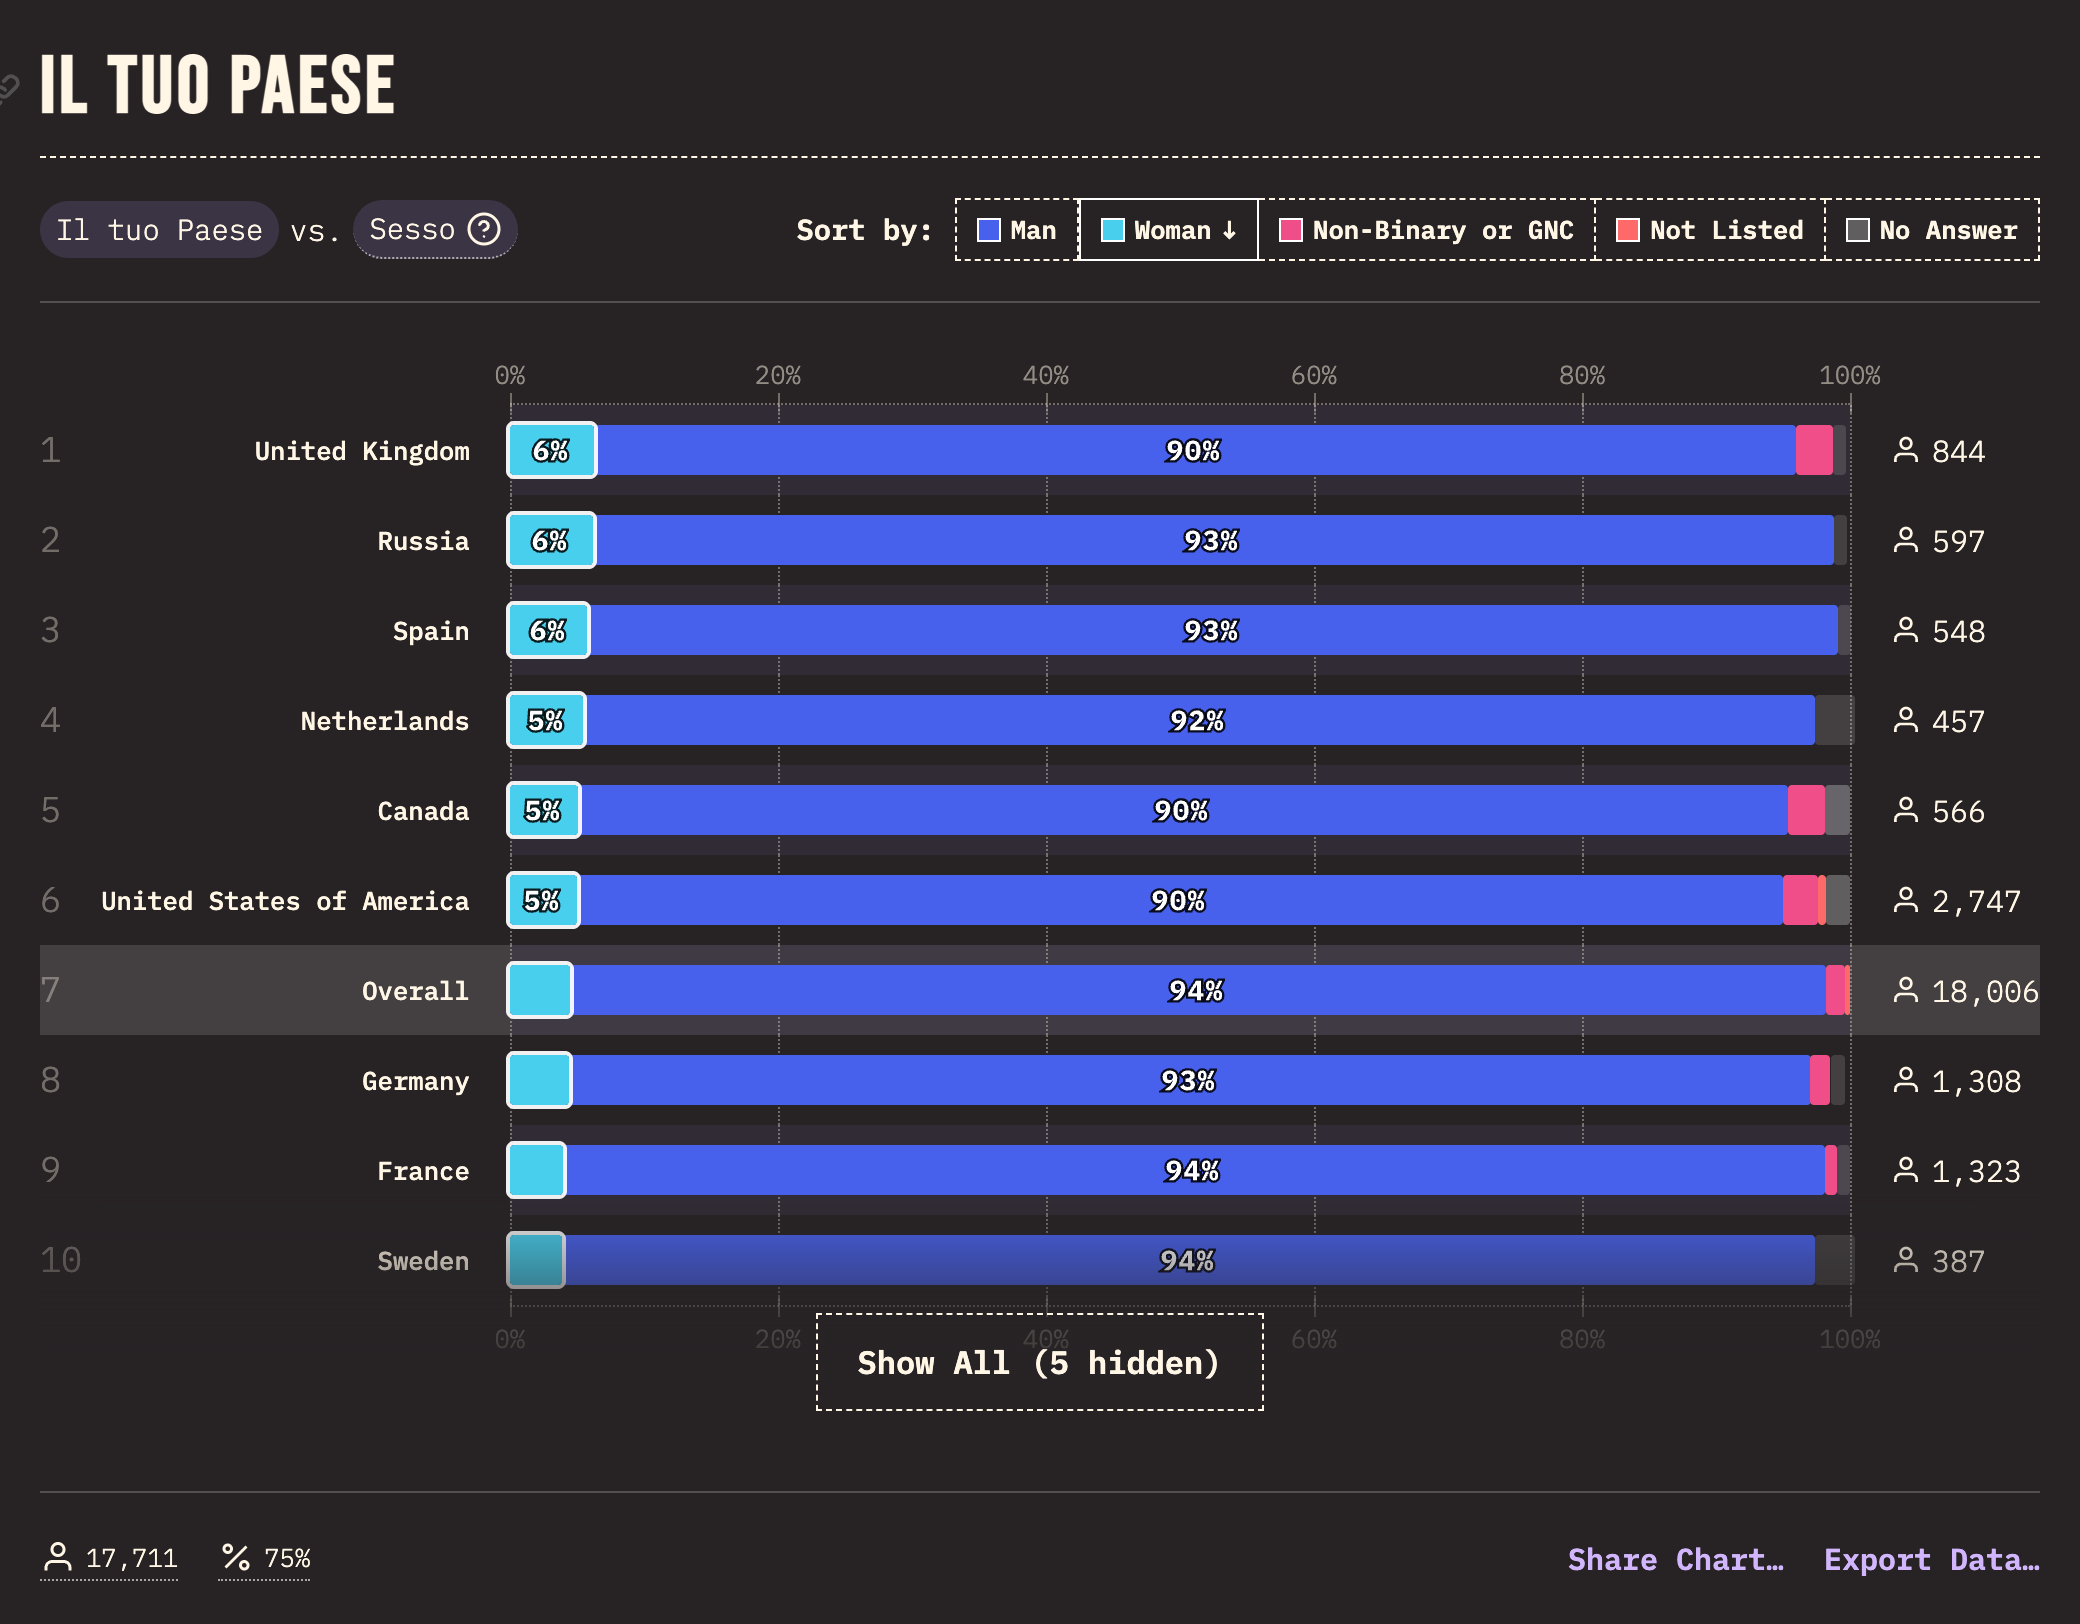 IL TUO PAESE
Il tuo Paese vs. Sesso
Sort by: Man Woman ↓ Non-Binary or GNC Not Listed No Answer
0% 20% 40% 60% 80% 100%
1 United Kingdom 6% 90% 844
2 Russia 6% 93% 597
3 Spain 6% 93% 548
4 Netherlands 5% 92% 457
5 Canada 5% 90% 566
6 United States of America 5% 90% 2,747
7 Overall 94% 18,006
8 Germany 93% 1,308
9 France 94% 1,323
10 Sweden 94% 387
0% 20% 40% 60% 80% 100%
Show All (5 hidden)
17,711 75% Share Chart… Export Data…